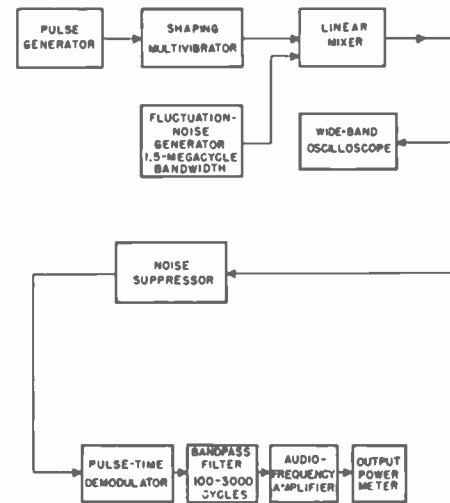 PULSE
GENERATOR
SHAPING
MULTIVIBRATOR
LINEAR
MIXER
FLUCTUATION-
NOISE
GENERATOR
1.5-MEGACYCLE
BANDWIDTH
WIDE-BAND
OSCILLOSCOPE
NOISE
SUPPRESSOR
PULSE-TIME
DEMODULATOR
BANDPASS
FILTER
100-3000
CYCLES
AUDIO-
FREQUENCY
AMPLIFIER
OUTPUT
POWER
METER